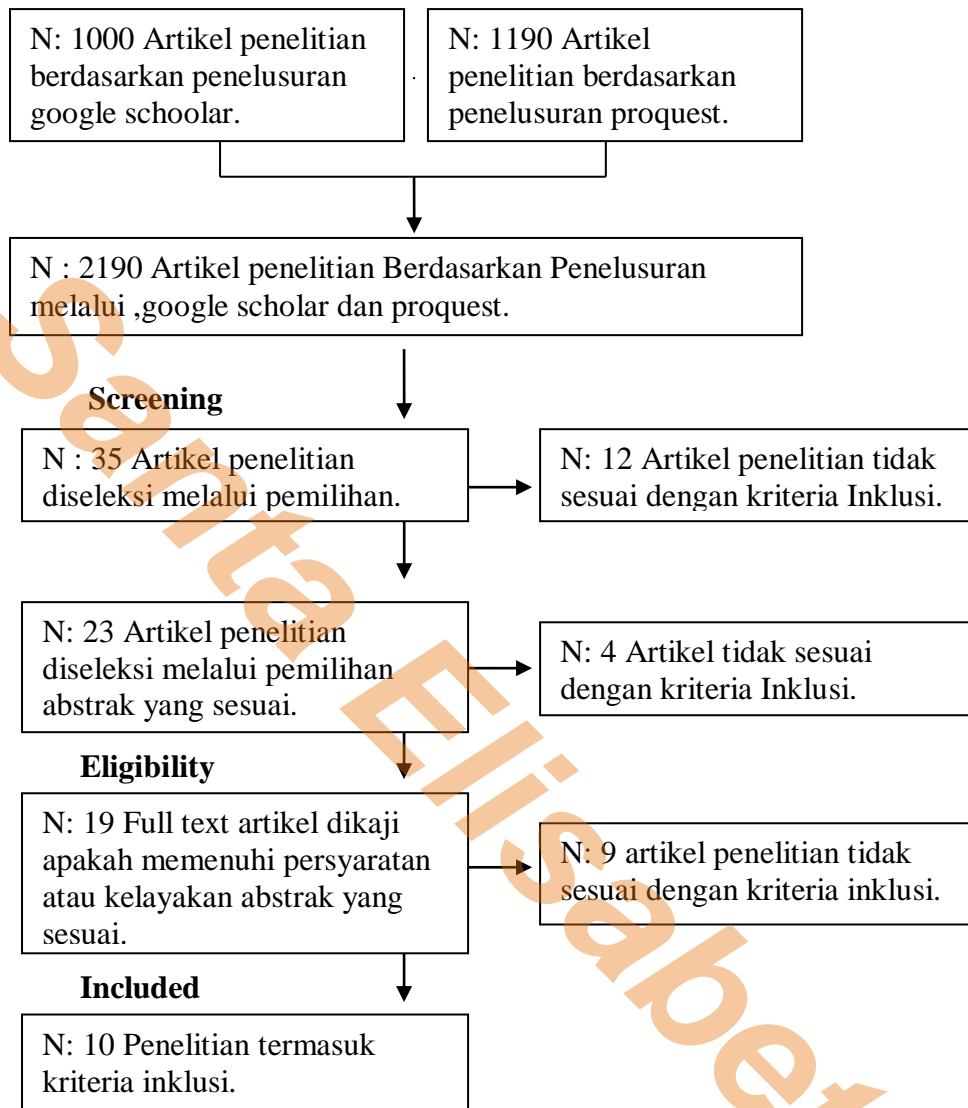 N: 1000 Artikel penelitian
berdasarkan penelusuran
google schoolar.
N: 1190 Artikel
penelitian berdasarkan
penelusuran proquest.
N : 2190 Artikel penelitian Berdasarkan Penelusuran
melalui ,google scholar dan proquest.
Screening
N : 35 Artikel penelitian
diseleksi melalui pemilihan.
N: 12 Artikel penelitian tidak
sesuai dengan kriteria Inklusi.
N: 23 Artikel penelitian
diseleksi melalui pemilihan
abstrak yang sesuai.
N: 4 Artikel tidak sesuai
dengan kriteria Inklusi.
Eligibility
N: 19 Full text artikel dikaji
apakah memenuhi persyaratan
atau kelayakan abstrak yang
sesuai.
N: 9 artikel penelitian tidak
sesuai dengan kriteria inklusi.
Included
N: 10 Penelitian termasuk
kriteria inklusi.
Santa Elisabet